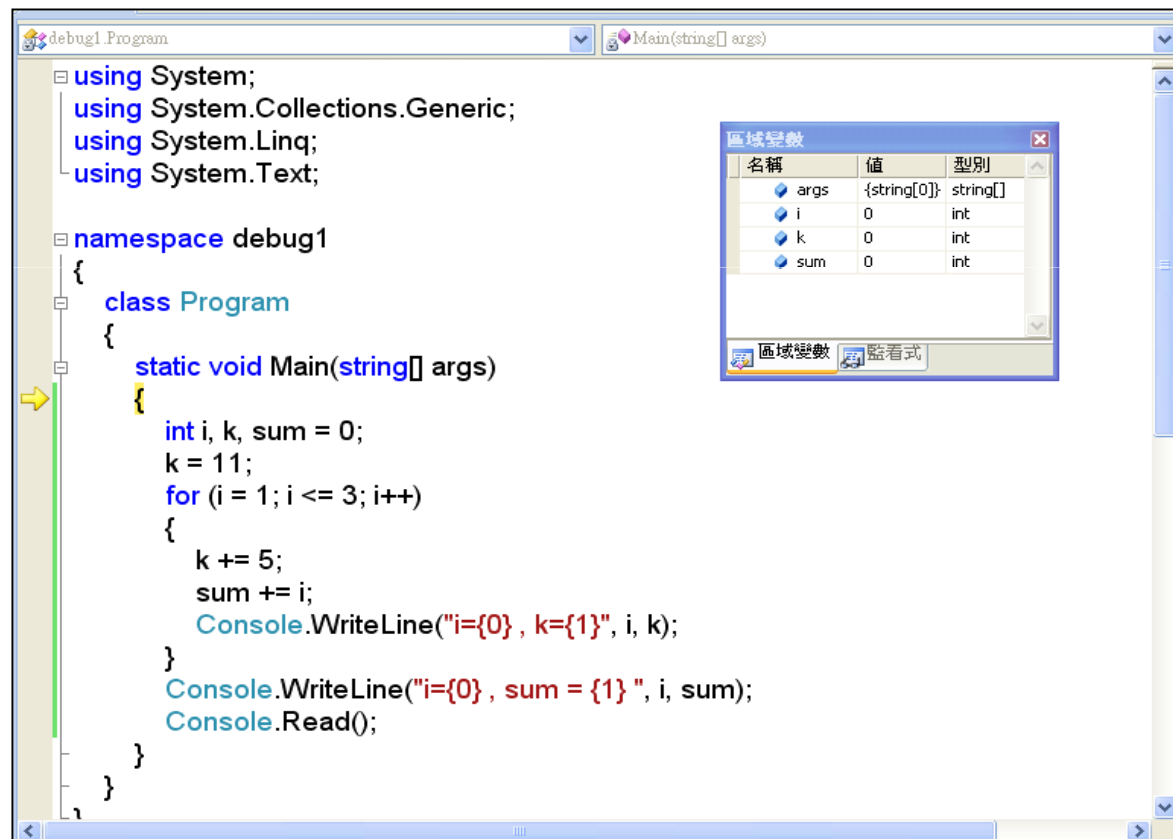 debug1.Program
Main(string[] args)
using System;
using System.Collections.Generic;
using System.Linq;
using System.Text;
namespace debug1
{
class Program
{
static void Main(string[] args)
{
int i, k, sum = 0;
k = 11;
for (i = 1; i <= 3; i++)
{
k += 5;
sum += i;
Console.WriteLine("i={0} , k={1}", i, k);
}
Console.WriteLine("i={0} , sum = {1} ", i, sum);
Console.Read();
}
}
}
區域變數
名稱 值 型別
args {string[0]} string[]
i 0 int
k 0 int
sum 0 int
區域變數 監看式